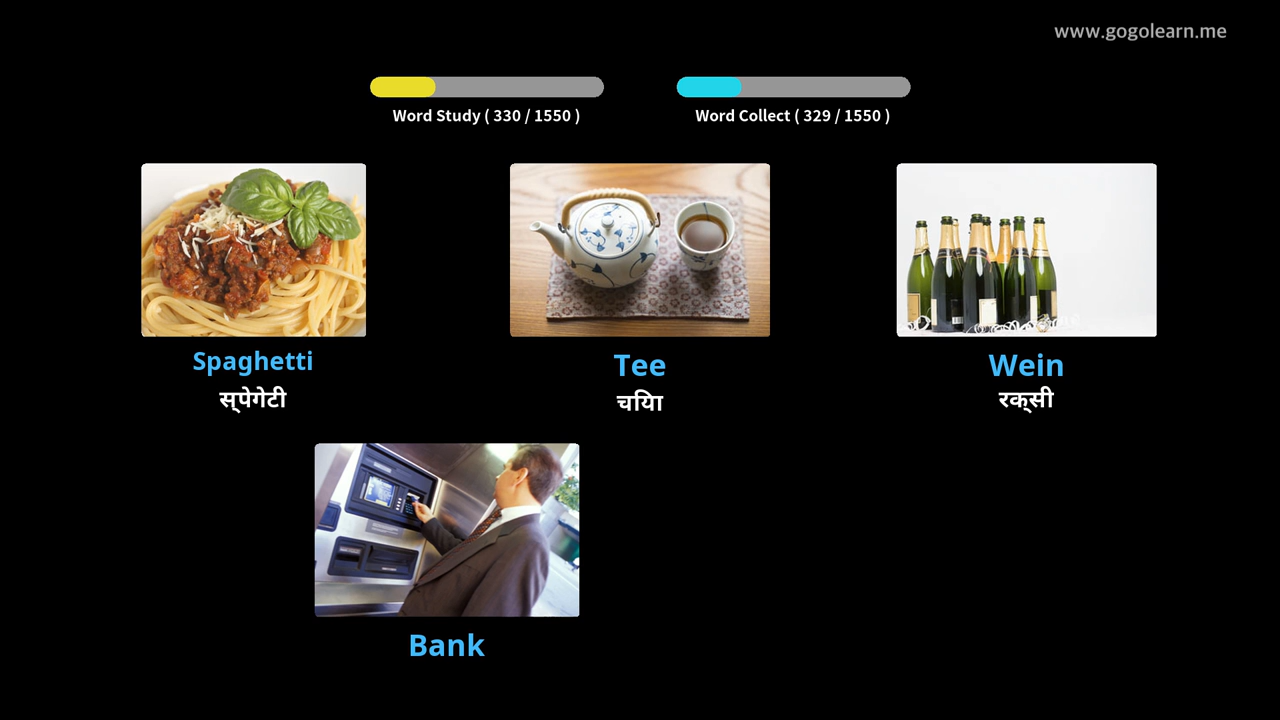 www.gogolearn.me
Word Study ( 330 / 1550 )
Word Collect ( 329 / 1550 )
Spaghetti
स्पेगेटी
Tee
चिया
Wein
रक्सी
Bank